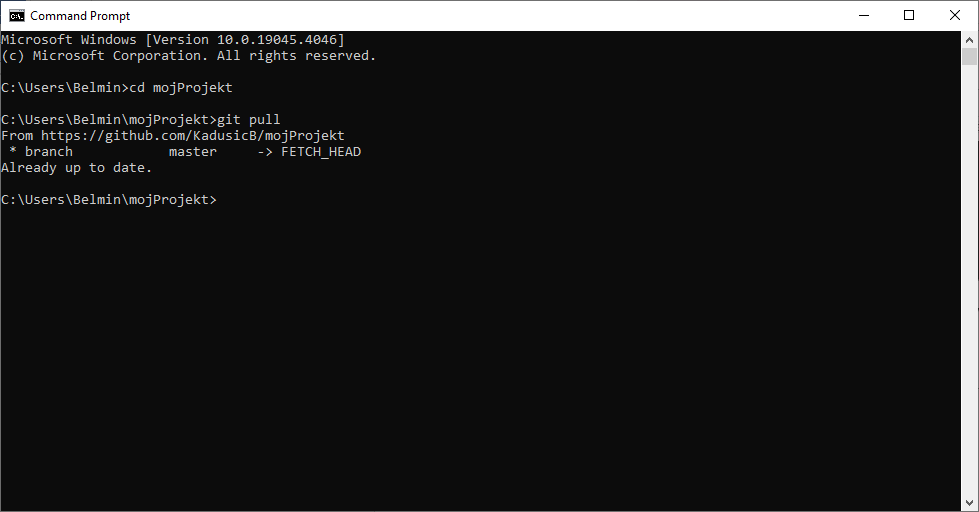 Command Prompt
Microsoft Windows [Version 10.0.19045.4046]
(c) Microsoft Corporation. All rights reserved.
C:\Users\Belmin>cd mojProjekt
C:\Users\Belmin\mojProjekt>git pull
From https://github.com/KadusicB/mojProjekt
 * branch            master     -> FETCH_HEAD
Already up to date.
C:\Users\Belmin\mojProjekt>